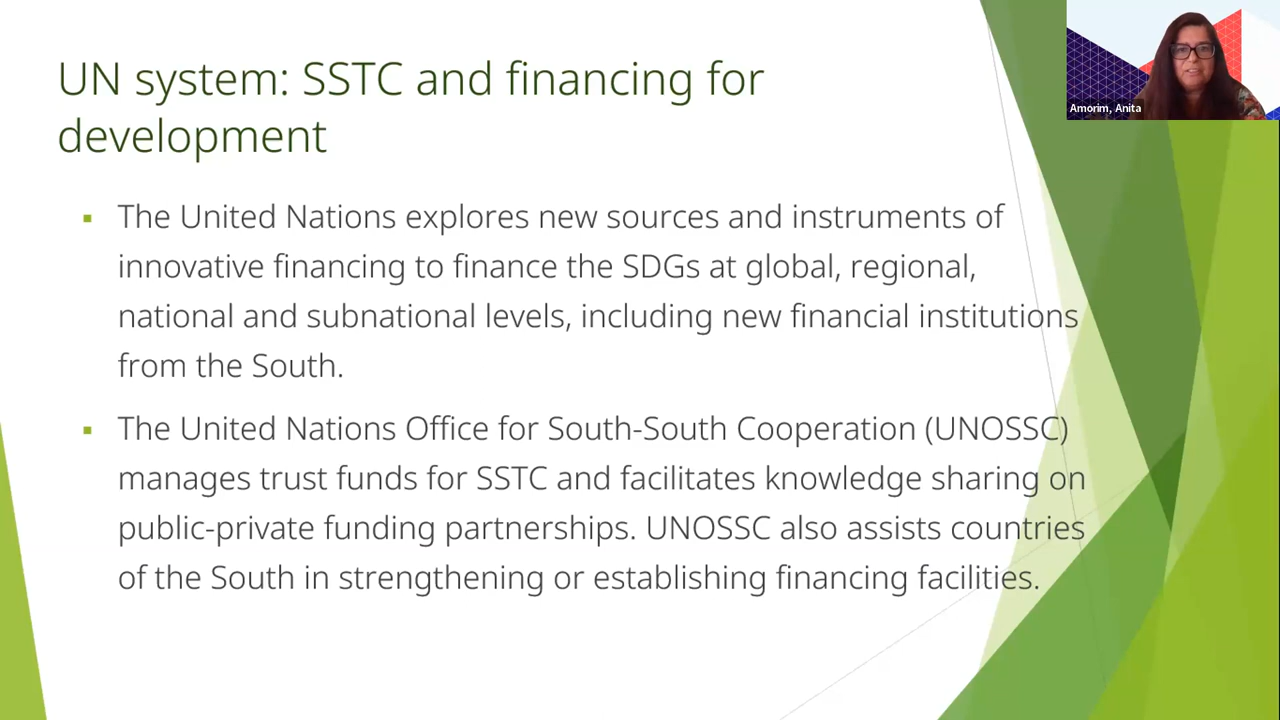 UN system: SSTC and financing for
development
Amorim, Anita
▪ The United Nations explores new sources and instruments of
innovative financing to finance the SDGs at global, regional,
national and subnational levels, including new financial institutions
from the South.
▪ The United Nations Office for South-South Cooperation (UNOSSC)
manages trust funds for SSTC and facilitates knowledge sharing on
public-private funding partnerships. UNOSSC also assists countries
of the South in strengthening or establishing financing facilities.